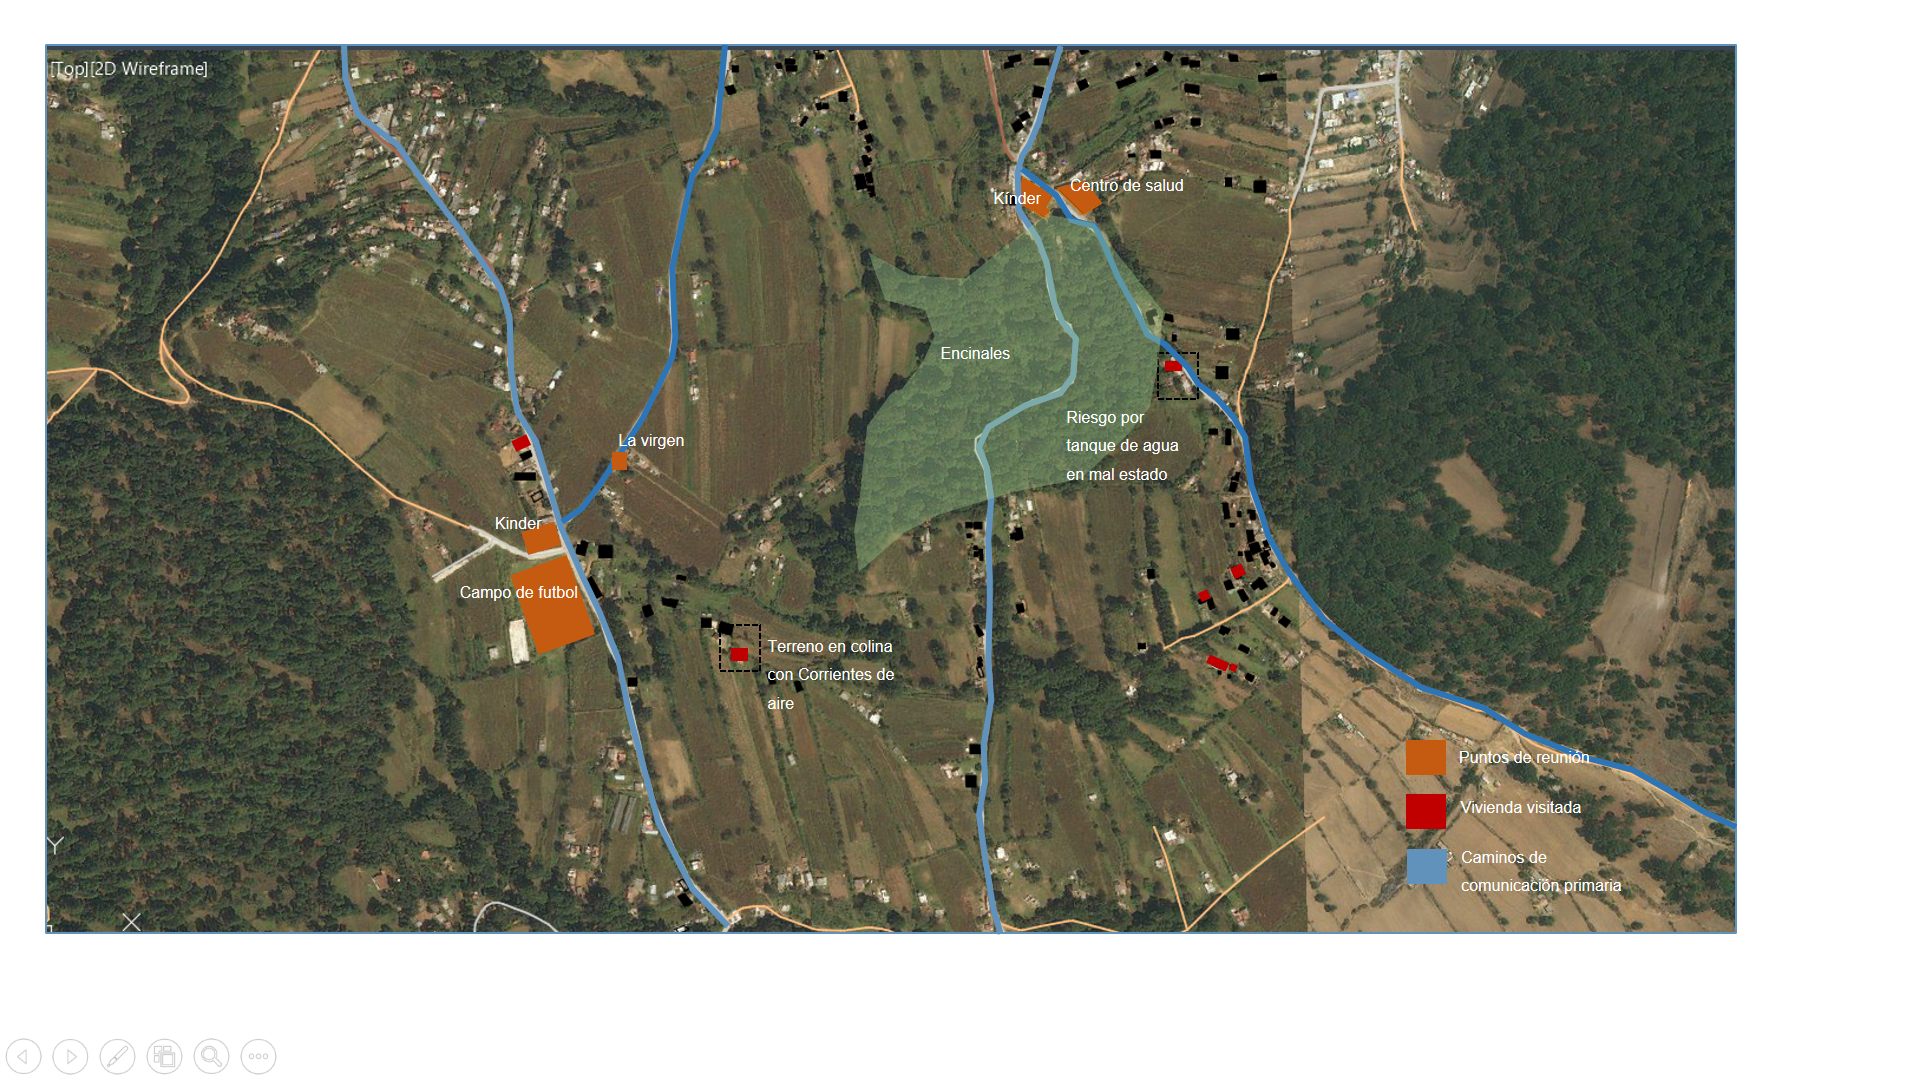 [Top][2D Wireframe]
Centro de salud
Kínder
Encinales
Riesgo por
tanque de agua
en mal estado
La virgen
Kinder
Campo de futbol
Terreno en colina
con Corrientes de
aire
Puntos de reunión
Vivienda visitada
Caminos de
comunicación primaria
Y
X